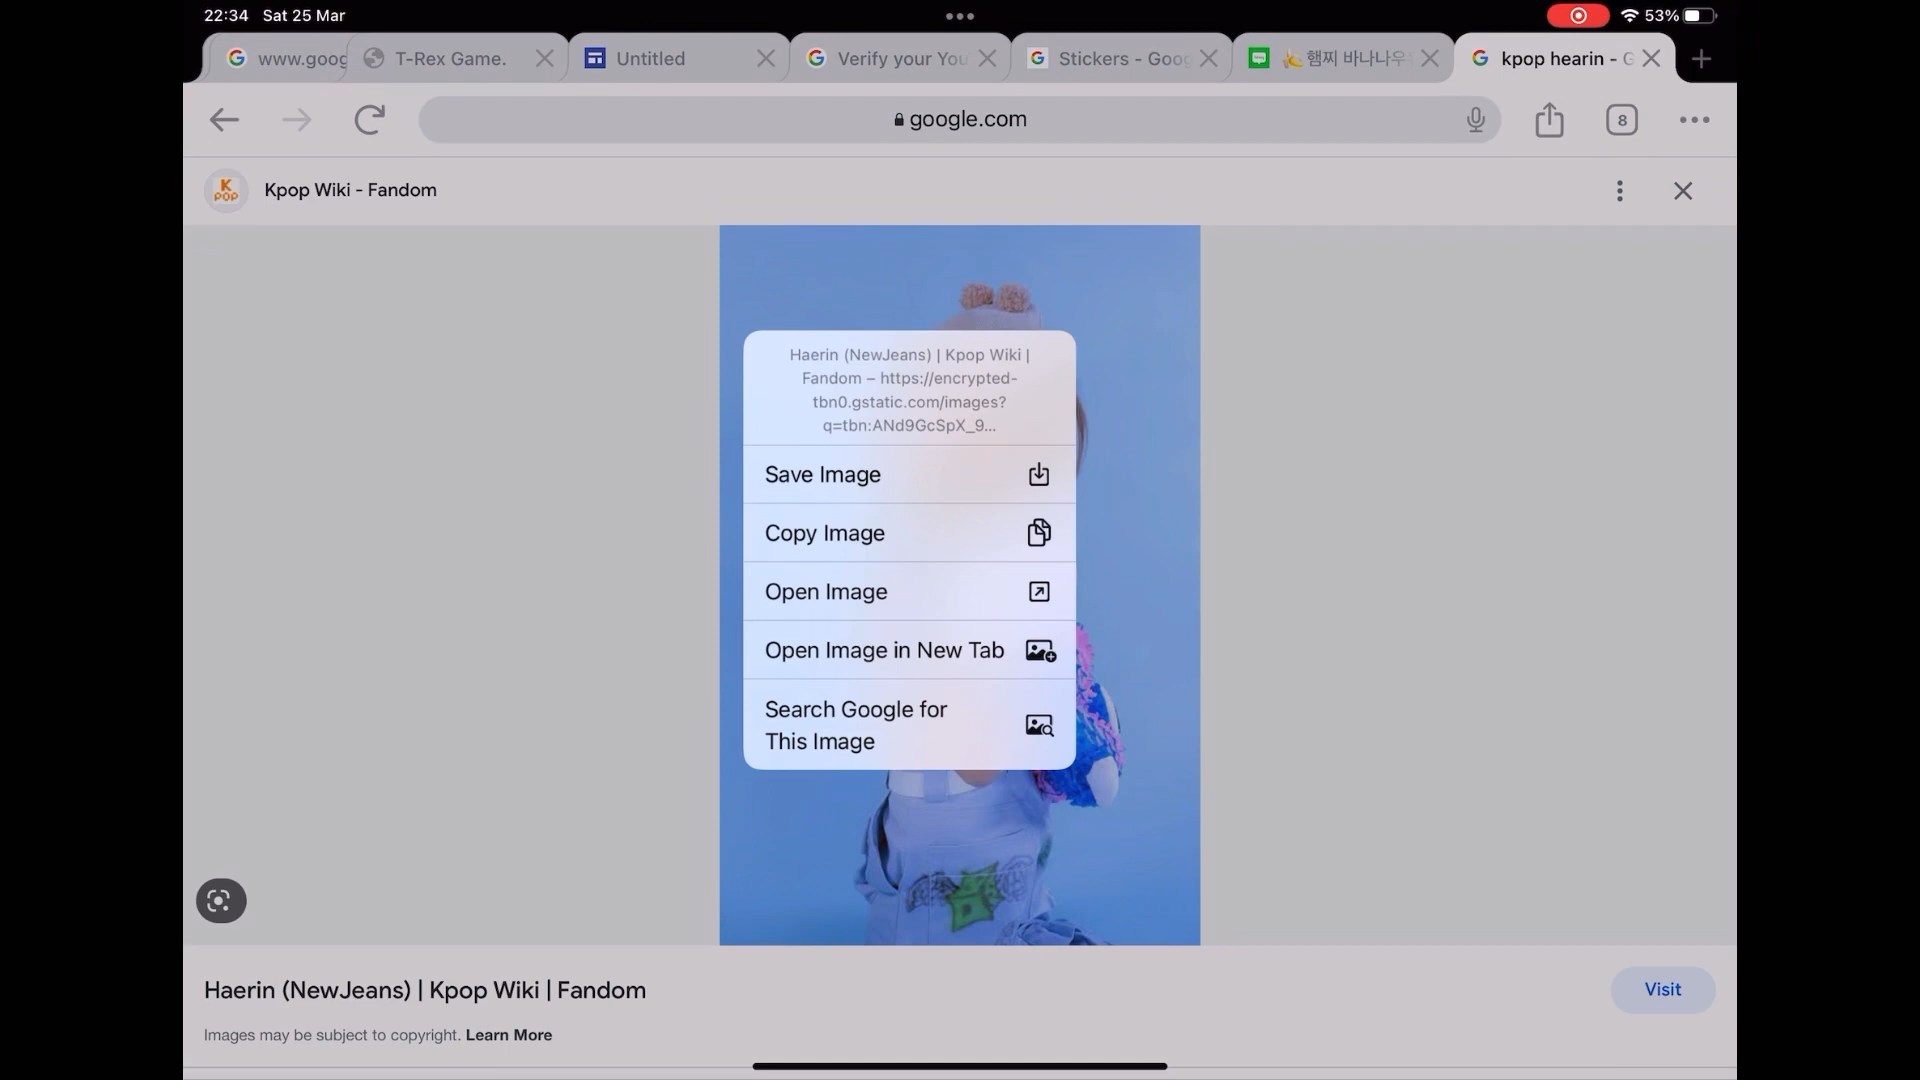 22:34 Sat 25 Mar
53%
www.goog
T-Rex Game.
Untitled
Verify your You
Stickers - Goog
햄찌 바나나우
kpop hearin - G
google.com
8
K
POP
Kpop Wiki - Fandom
Haerin (NewJeans) | Kpop Wiki |
Fandom – https://encrypted-
tbn0.gstatic.com/images?
q=tbn:ANd9GcSpX_9...
Save Image
Copy Image
Open Image
Open Image in New Tab
Search Google for
This Image
Haerin (NewJeans) | Kpop Wiki | Fandom
Visit
Images may be subject to copyright. Learn More